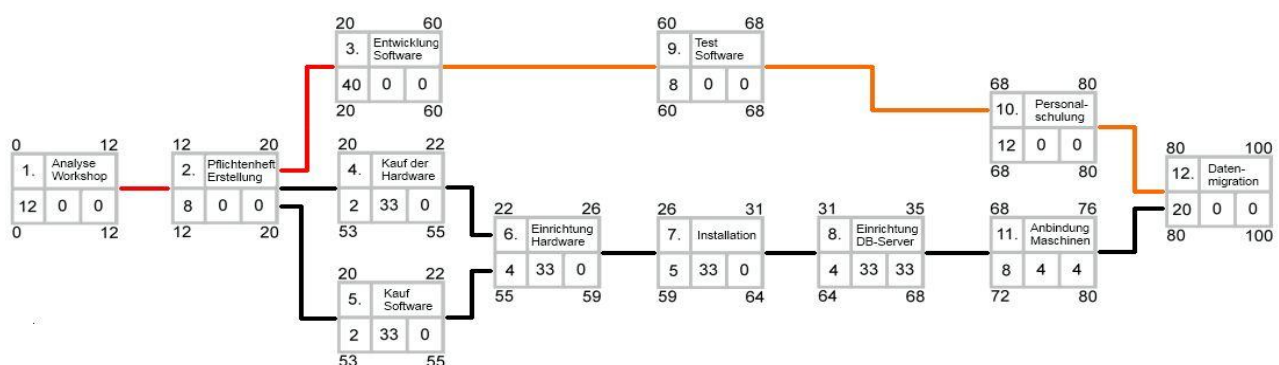 20 60
3. Entwicklung
Software
40 0 0
20 60
60 68
9. Test
Software
8 0 0
60 68
68 80
10. Personal-
schulung
12 0 0
68 80
0 12
1. Analyse
Workshop
12 0 0
0 12
12 20
2. Pflichtenheft
Erstellung
8 0 0
12 20
20 22
4. Kauf der
Hardware
2 33 0
53 55
80 100
12. Daten-
migration
20 0 0
80 100
22 26
6. Einrichtung
Hardware
4 33 0
55 59
26 31
7. Installation
5 33 0
59 64
31 35
8. Einrichtung
DB-Server
4 33 33
64 68
68 76
11. Anbindung
Maschinen
8 4 4
72 80
20 22
5. Kauf
Software
2 33 0
53 55